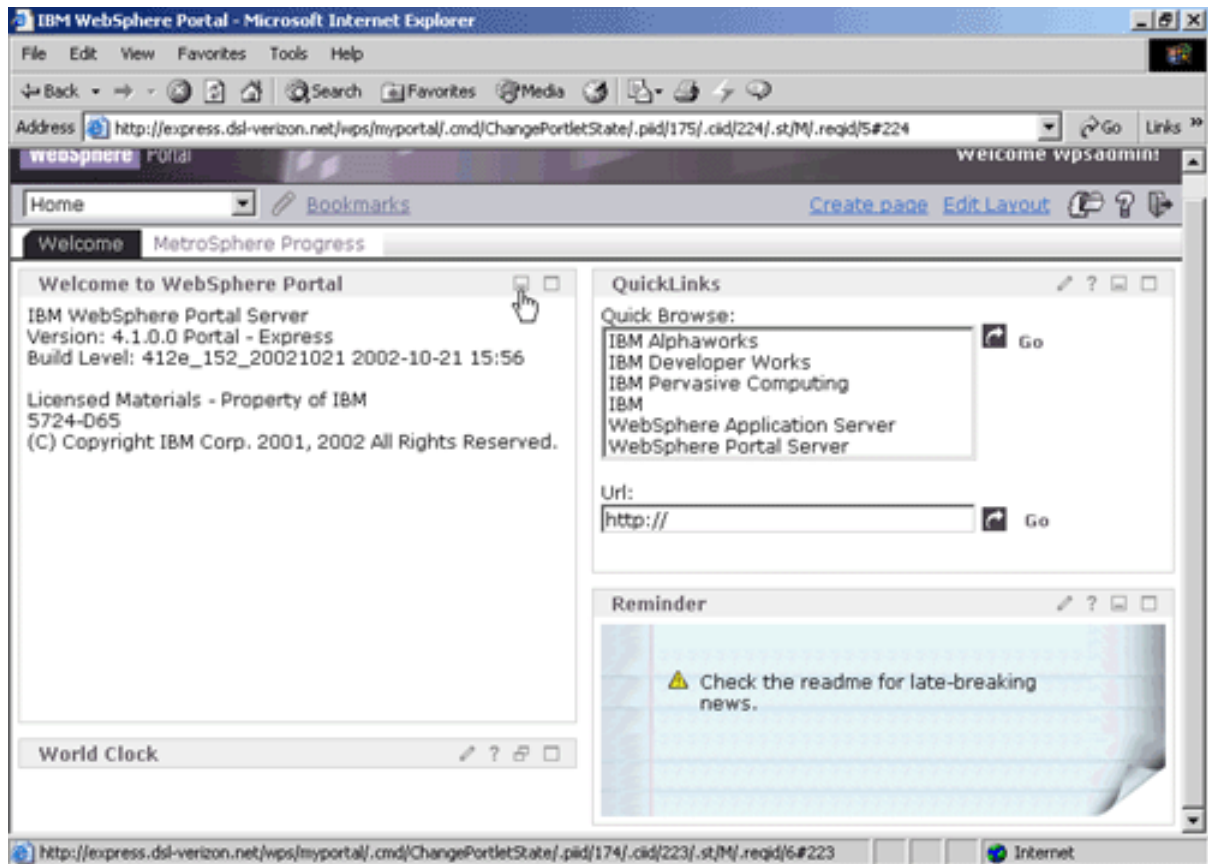 IBM WebSphere Portal - Microsoft Internet Explorer
File Edit View Favorites Tools Help
Back Search Favorites Media
Address http://express.dsl-verizon.net/wps/myportal/.cmd/ChangePortletState/.piid/175/.ciid/224/.st/M/.reqid/5#224 Go Links »
WebSphere Portal Welcome wpsadmin!
Home Bookmarks Create page Edit Layout ?
Welcome MetroSphere Progress
Welcome to WebSphere Portal
IBM WebSphere Portal Server
Version: 4.1.0.0 Portal - Express
Build Level: 412e_152_20021021 2002-10-21 15:56
Licensed Materials - Property of IBM
5724-D65
(C) Copyright IBM Corp. 2001, 2002 All Rights Reserved.
World Clock ?
QuickLinks ?
Quick Browse:
IBM Alphaworks
IBM Developer Works
IBM Pervasive Computing
IBM
WebSphere Application Server
WebSphere Portal Server
Go
Url:
http:// Go
Reminder ?
Check the readme for late-breaking
news.
http://express.dsl-verizon.net/wps/myportal/.cmd/ChangePortletState/.piid/174/.ciid/223/.st/M/.reqid/6#223 Internet